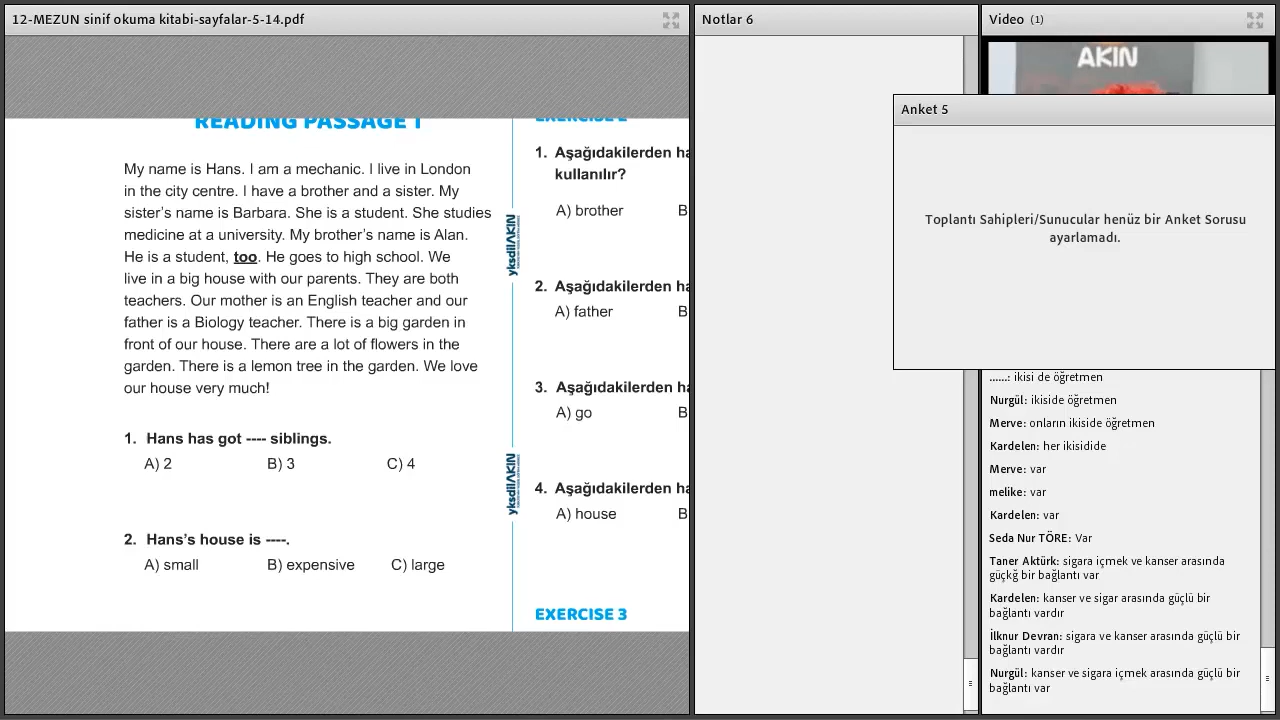 12-MEZUN sinif okuma kitabi-sayfalar-5-14.pdf
READING PASSAGE 1
My name is Hans. I am a mechanic. I live in London
in the city centre. I have a brother and a sister. My
sister's name is Barbara. She is a student. She studies
medicine at a university. My brother's name is Alan.
He is a student, too. He goes to high school. We
live in a big house with our parents. They are both
teachers. Our mother is an English teacher and our
father is a Biology teacher. There is a big garden in
front of our house. There are a lot of flowers in the
garden. There is a lemon tree in the garden. We love
our house very much!
1. Hans has got ---- siblings.
A) 2 B) 3 C) 4
2. Hans's house is ----.
A) small B) expensive C) large
yksdilAKIN
yksdilAKIN
EXERCISE 2
1. Aşağıdakilerden ha
kullanılır?
A) brother B
2. Aşağıdakilerden ha
A) father B
3. Aşağıdakilerden ha
A) go B
4. Aşağıdakilerden ha
A) house B
EXERCISE 3
Notlar 6
Video (1)
AKIN
Anket 5
Toplantı Sahipleri/Sunucular henüz bir Anket Sorusu
ayarlamadı.
......: ikisi de öğretmen
Nurgül: ikiside öğretmen
Merve: onların ikiside öğretmen
Kardelen: her ikisidide
Merve: var
melike: var
Kardelen: var
Seda Nur TÖRE: Var
Taner Aktürk: sigara içmek ve kanser arasında
güçkğ bir bağlantı var
Kardelen: kanser ve sigar arasında güçlü bir
bağlantı vardır
İlknur Devran: sigara ve kanser arasında güçlü bir
bağlantı vardır
Nurgül: kanser ve sigara içmek arasında güçlü bir
bağlantı var